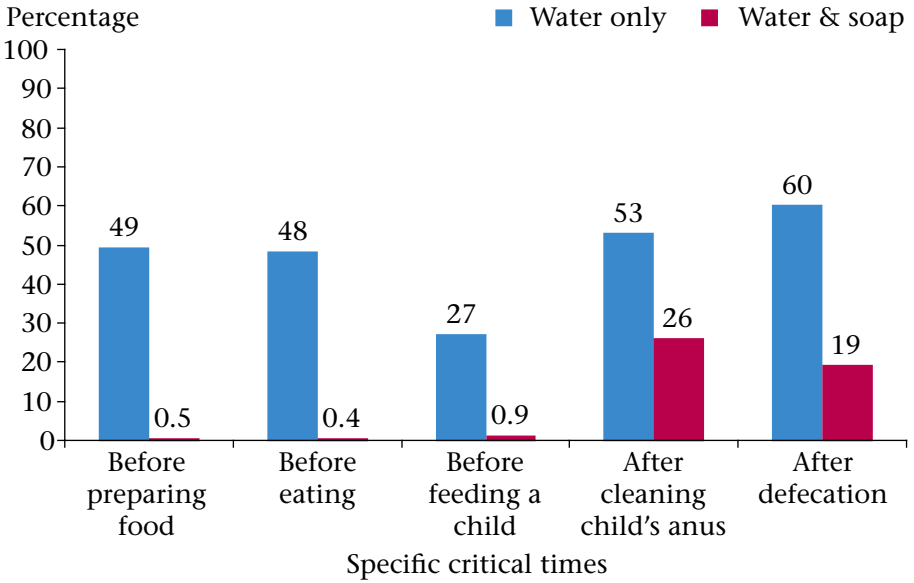 Percentage
Water only
Water & soap
100
90
80
70
60
50
40
30
20
10
0
49
0.5
48
0.4
27
0.9
53
26
60
19
Before
preparing
food
Before
eating
Before
feeding a
child
After
cleaning
child’s anus
After
defecation
Specific critical times